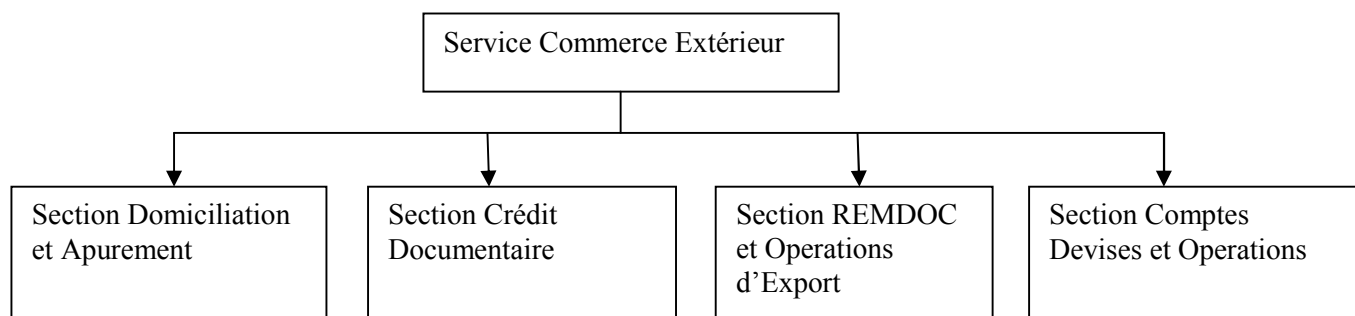 Service Commerce Extérieur
Section Domiciliation
et Apurement
Section Crédit
Documentaire
Section REMDOC
et Operations
d’Export
Section Comptes
Devises et Operations